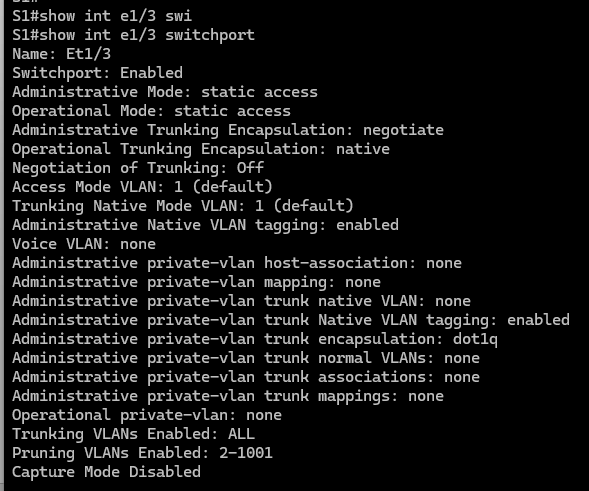 S1#show int e1/3 swi
S1#show int e1/3 switchport
Name: Et1/3
Switchport: Enabled
Administrative Mode: static access
Operational Mode: static access
Administrative Trunking Encapsulation: negotiate
Operational Trunking Encapsulation: native
Negotiation of Trunking: Off
Access Mode VLAN: 1 (default)
Trunking Native Mode VLAN: 1 (default)
Administrative Native VLAN tagging: enabled
Voice VLAN: none
Administrative private-vlan host-association: none
Administrative private-vlan mapping: none
Administrative private-vlan trunk native VLAN: none
Administrative private-vlan trunk Native VLAN tagging: enabled
Administrative private-vlan trunk encapsulation: dot1q
Administrative private-vlan trunk normal VLANs: none
Administrative private-vlan trunk associations: none
Administrative private-vlan trunk mappings: none
Operational private-vlan: none
Trunking VLANs Enabled: ALL
Pruning VLANs Enabled: 2-1001
Capture Mode Disabled